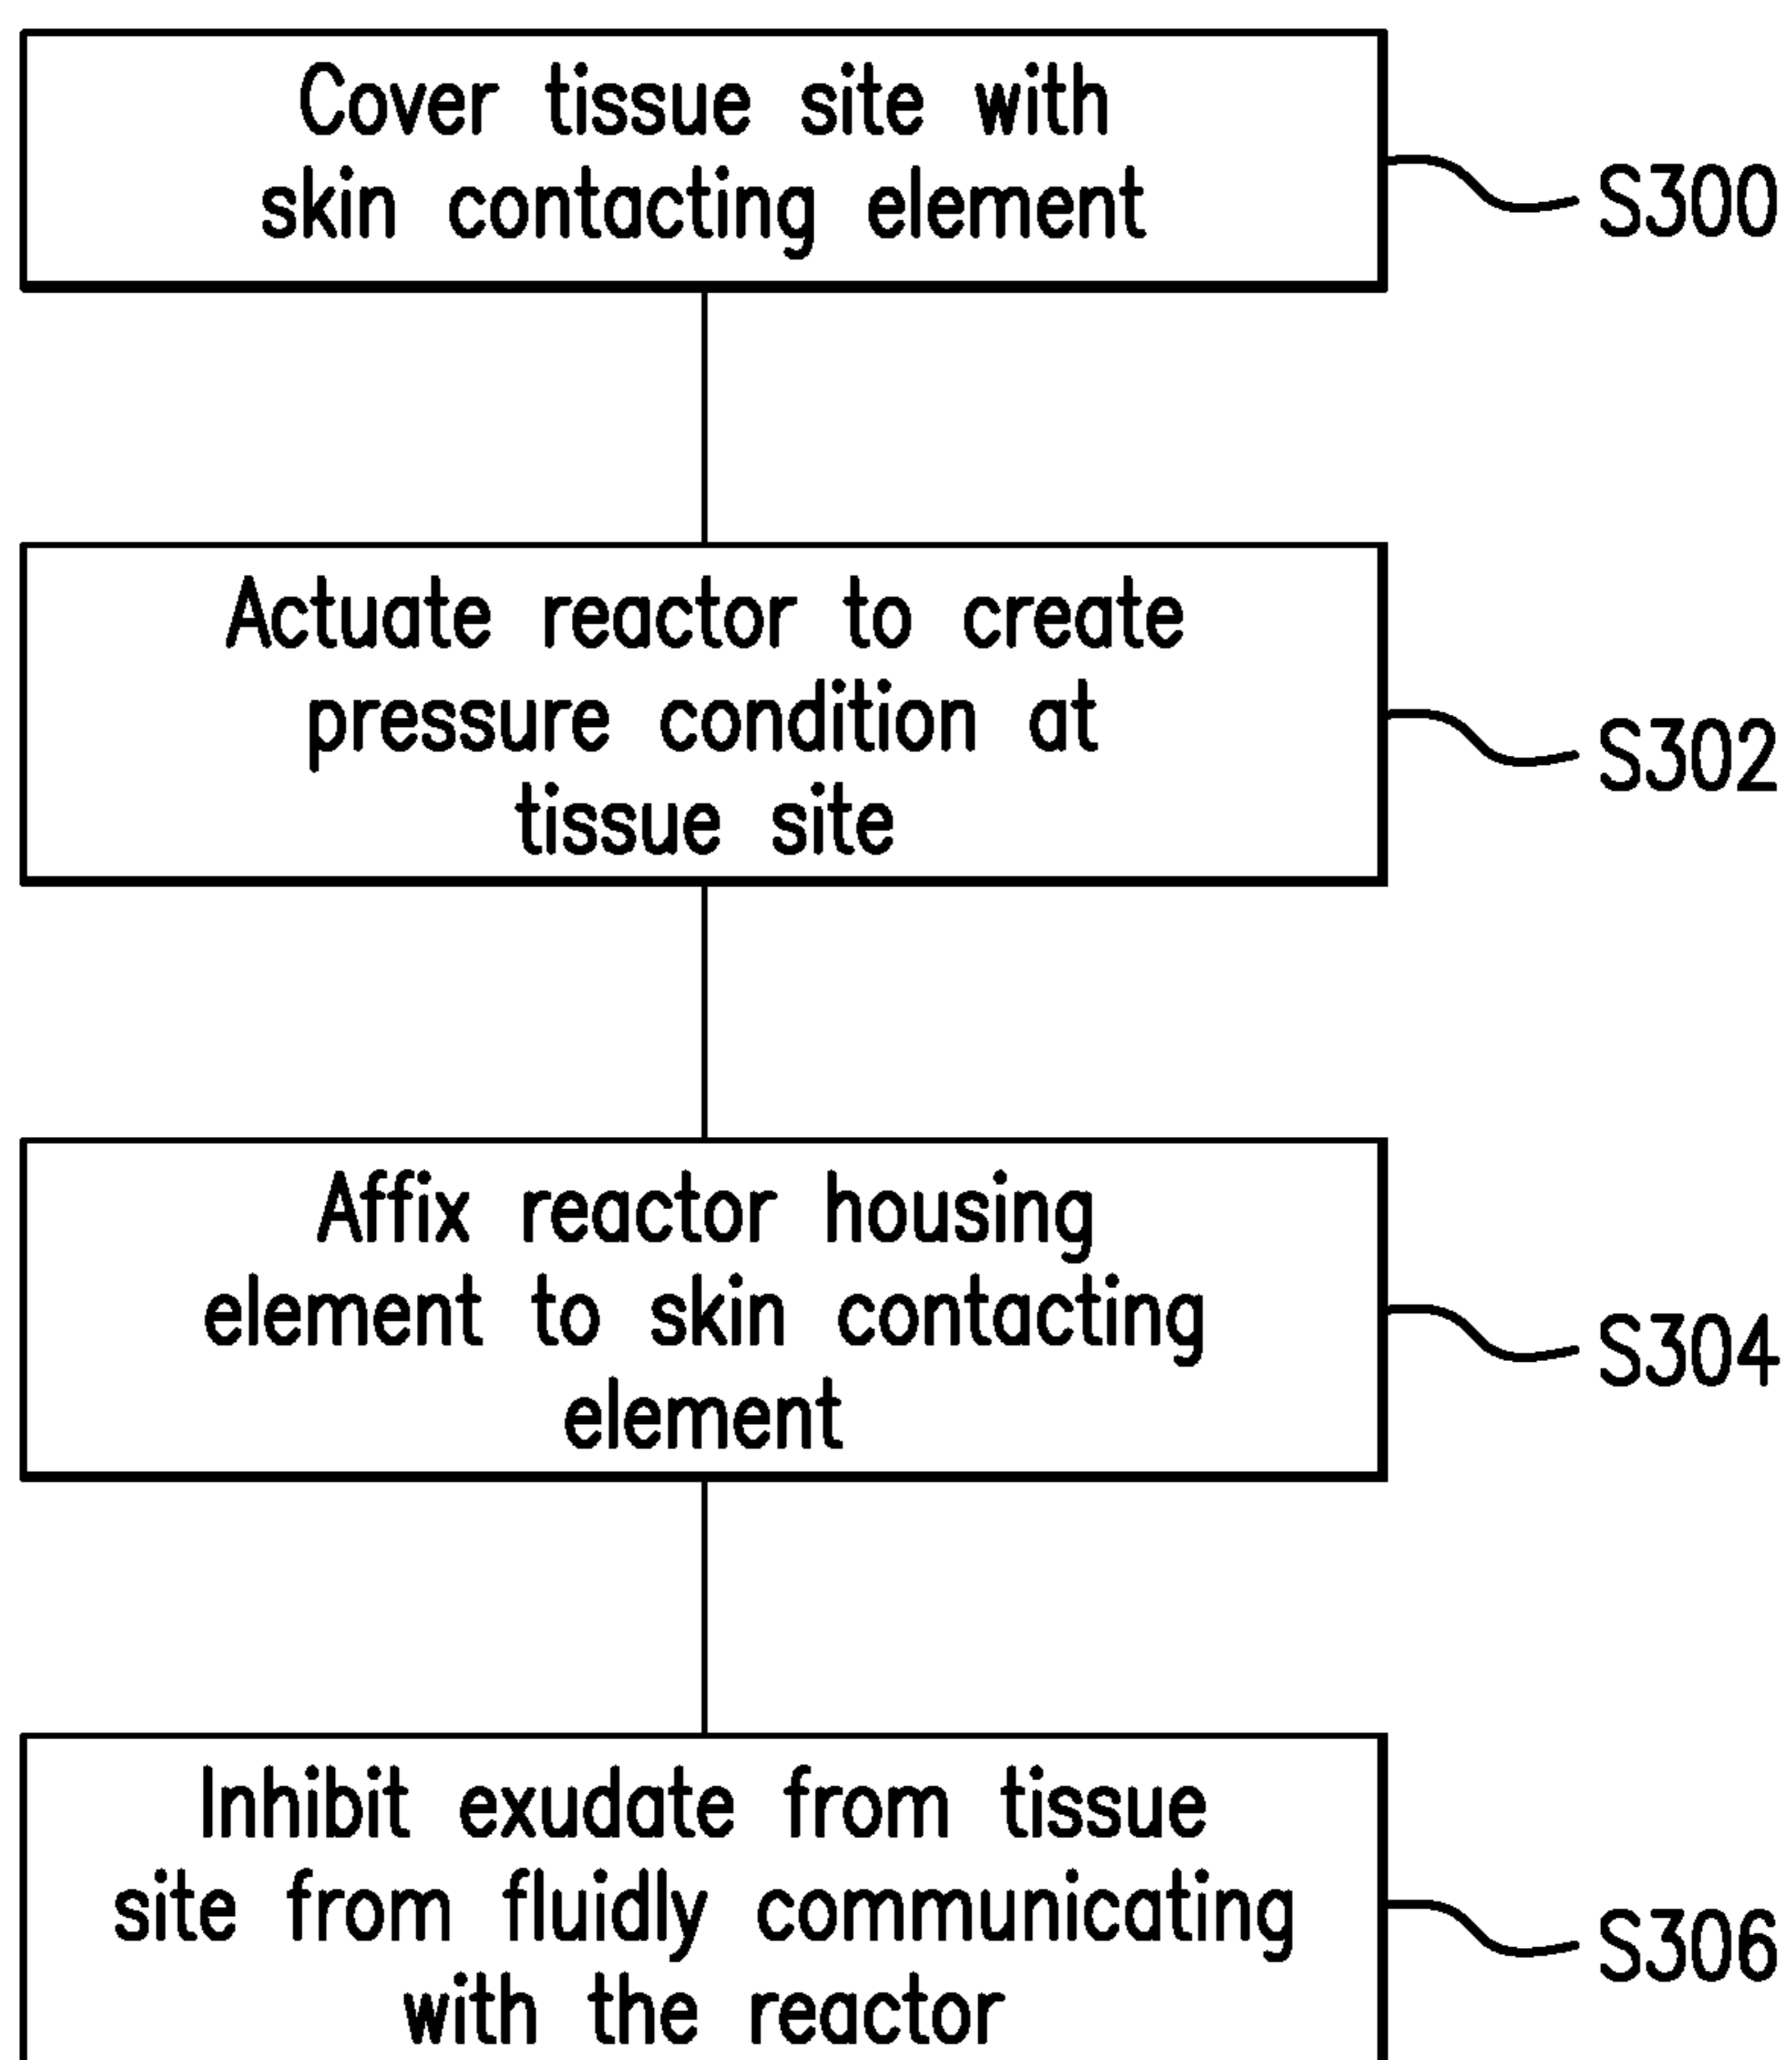 Cover tissue site with
skin contacting element
S300
Actuate reactor to create
pressure condition at
tissue site
S302
Affix reactor housing
element to skin contacting
element
S304
Inhibit exudate from tissue
site from fluidly communicating
with the reactor
S306